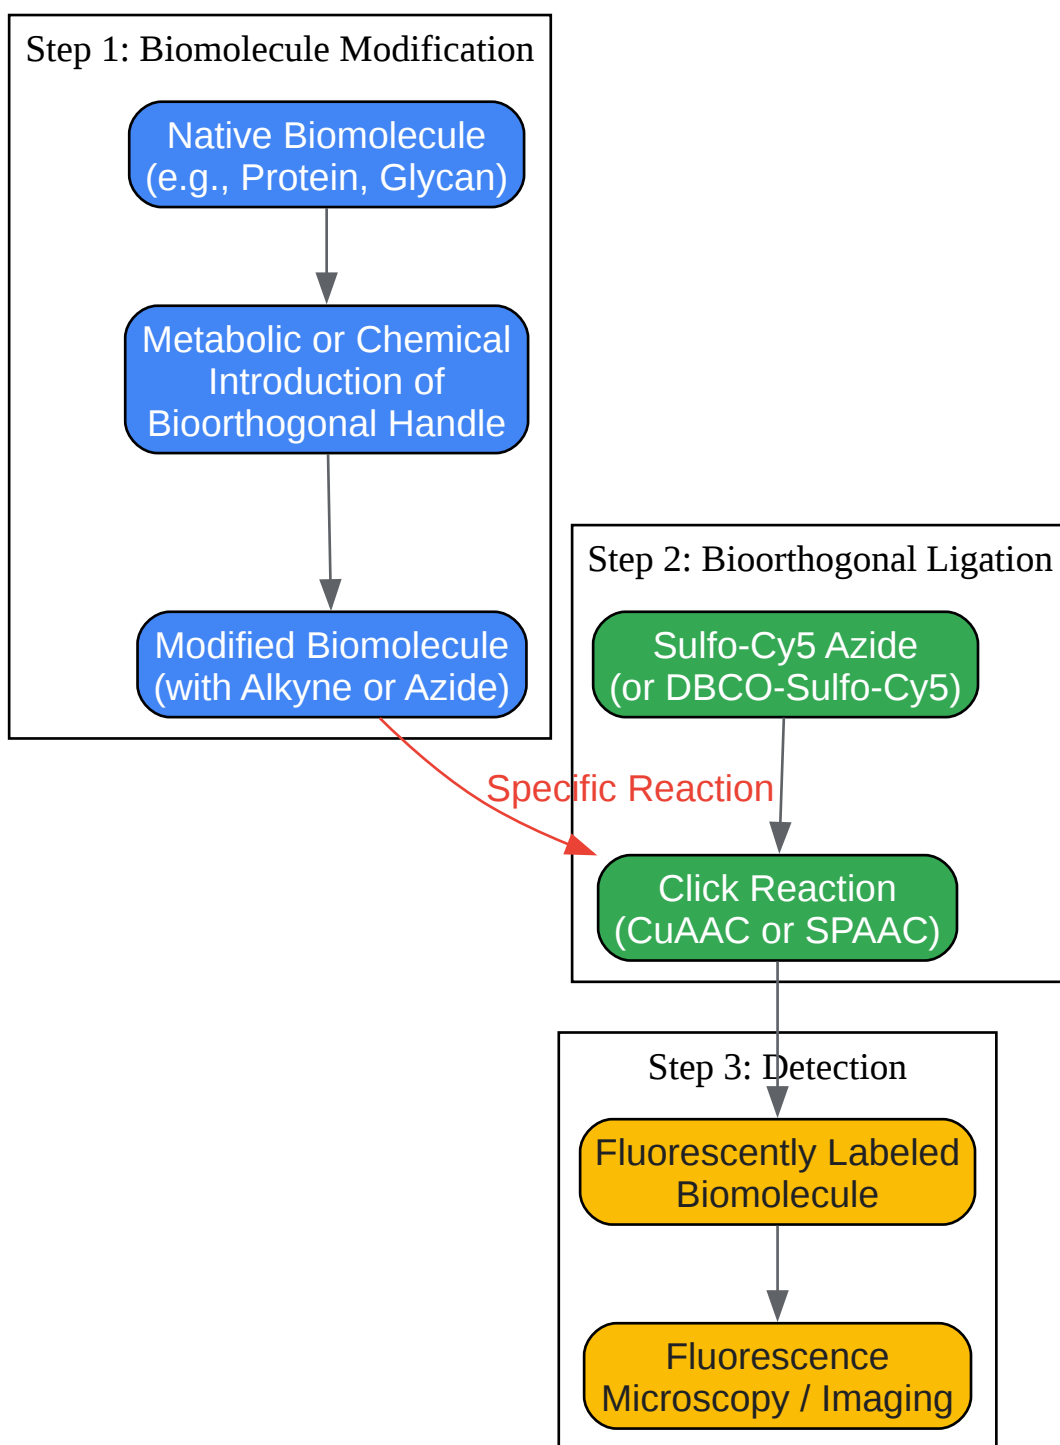 Step 1: Biomolecule Modification
Native Biomolecule
(e.g., Protein, Glycan)
Metabolic or Chemical
Introduction of
Bioorthogonal Handle
Modified Biomolecule
(with Alkyne or Azide)
Step 2: Bioorthogonal Ligation
Sulfo-Cy5 Azide
(or DBCO-Sulfo-Cy5)
Specific Reaction
Click Reaction
(CuAAC or SPAAC)
Step 3: Detection
Fluorescently Labeled
Biomolecule
Fluorescence
Microscopy / Imaging